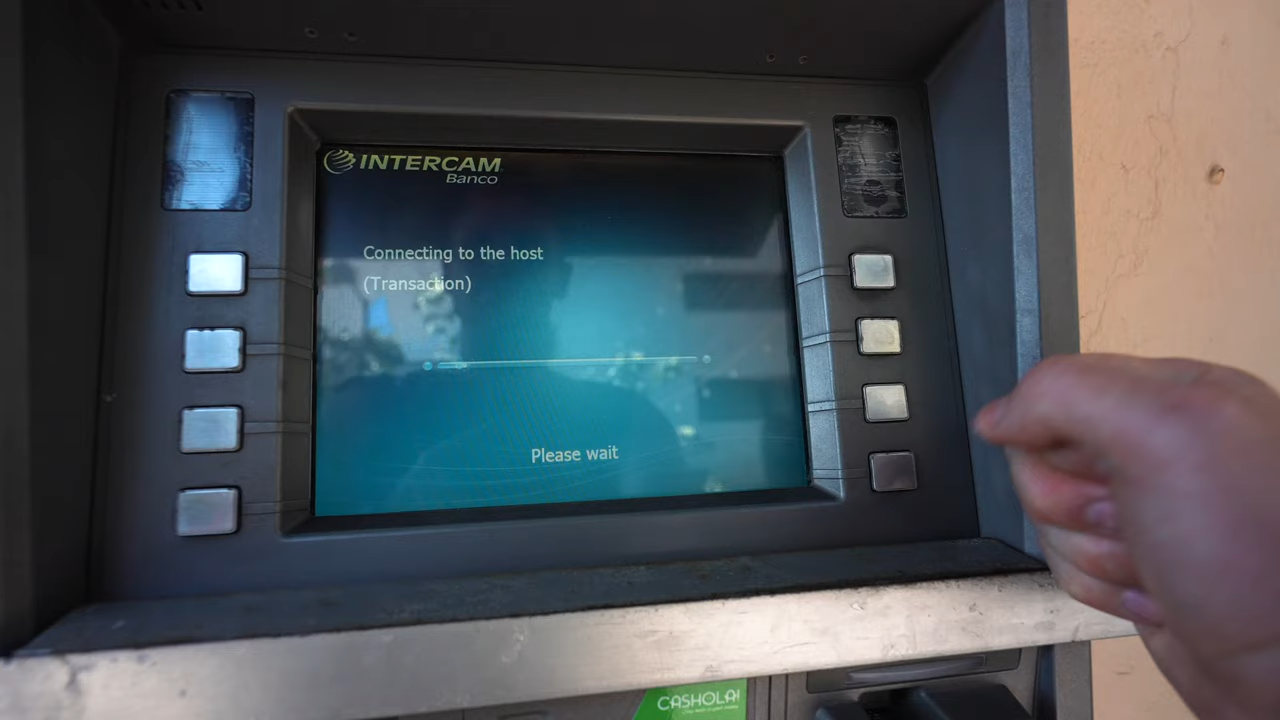 INTERCAM
Banco
Connecting to the host
(Transaction)
Please wait
CASHOLA!